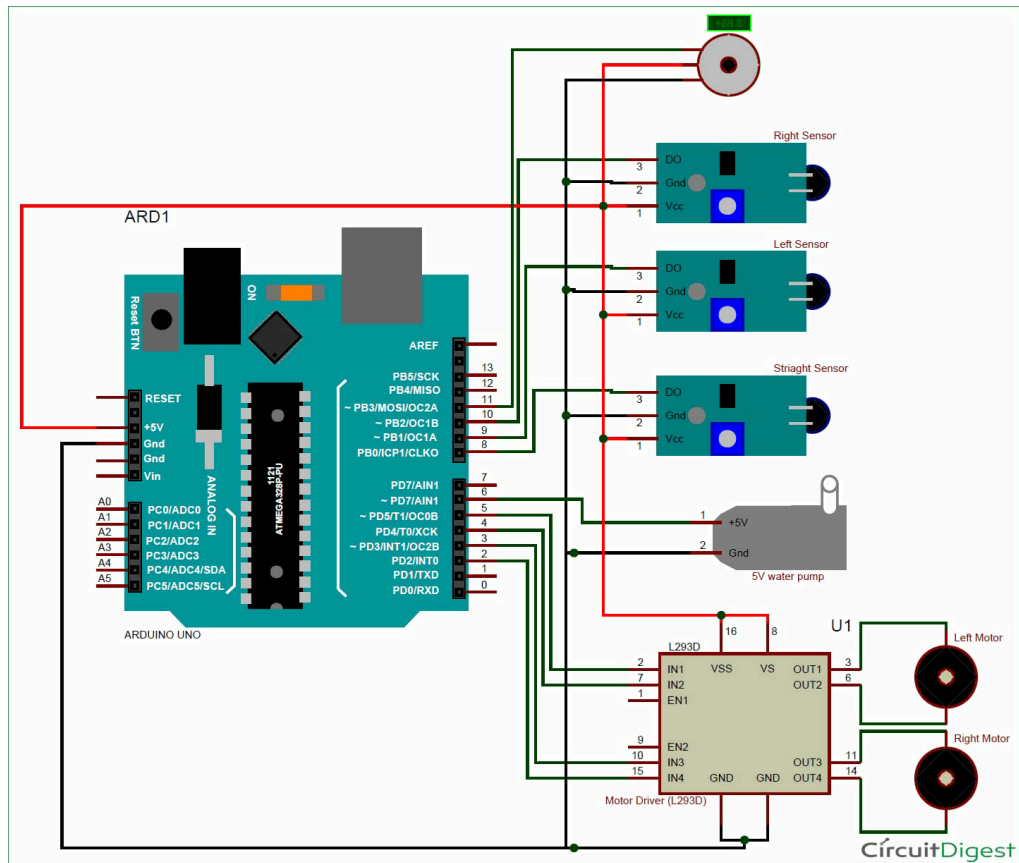 +88.8
Right Sensor
3 DO
2 Gnd
1 Vcc
Left Sensor
3 DO
2 Gnd
1 Vcc
Striaght Sensor
3 DO
2 Gnd
1 Vcc
ARD1
Reset BTN
ON
AREF
PB5/SCK 13
PB4/MISO 12
~ PB3/MOSI/OC2A 11
~ PB2/OC1B 10
~ PB1/OC1A 9
PB0/ICP1/CLKO 8
PD7/AIN1 7
~ PD7/AIN1 6
~ PD5/T1/OC0B 5
PD4/T0/XCK 4
~ PD3/INT1/OC2B 3
PD2/INT0 2
PD1/TXD 1
PD0/RXD 0
RESET
+5V
Gnd
Gnd
Vin
ANALOG IN
A0 PC0/ADC0
A1 PC1/ADC1
A2 PC2/ADC2
A3 PC3/ADC3
A4 PC4/ADC4/SDA
A5 PC5/ADC5/SCL
1121
ATMEGA328P-PU
ARDUINO UNO
1 +5V
2 Gnd
5V water pump
U1
L293D
16 8
VSS VS
2 IN1
7 IN2
1 EN1
9 EN2
10 IN3
15 IN4
OUT1 3
OUT2 6
OUT3 11
OUT4 14
GND GND
Motor Driver (L293D)
Left Motor
Right Motor
CircuitDigest